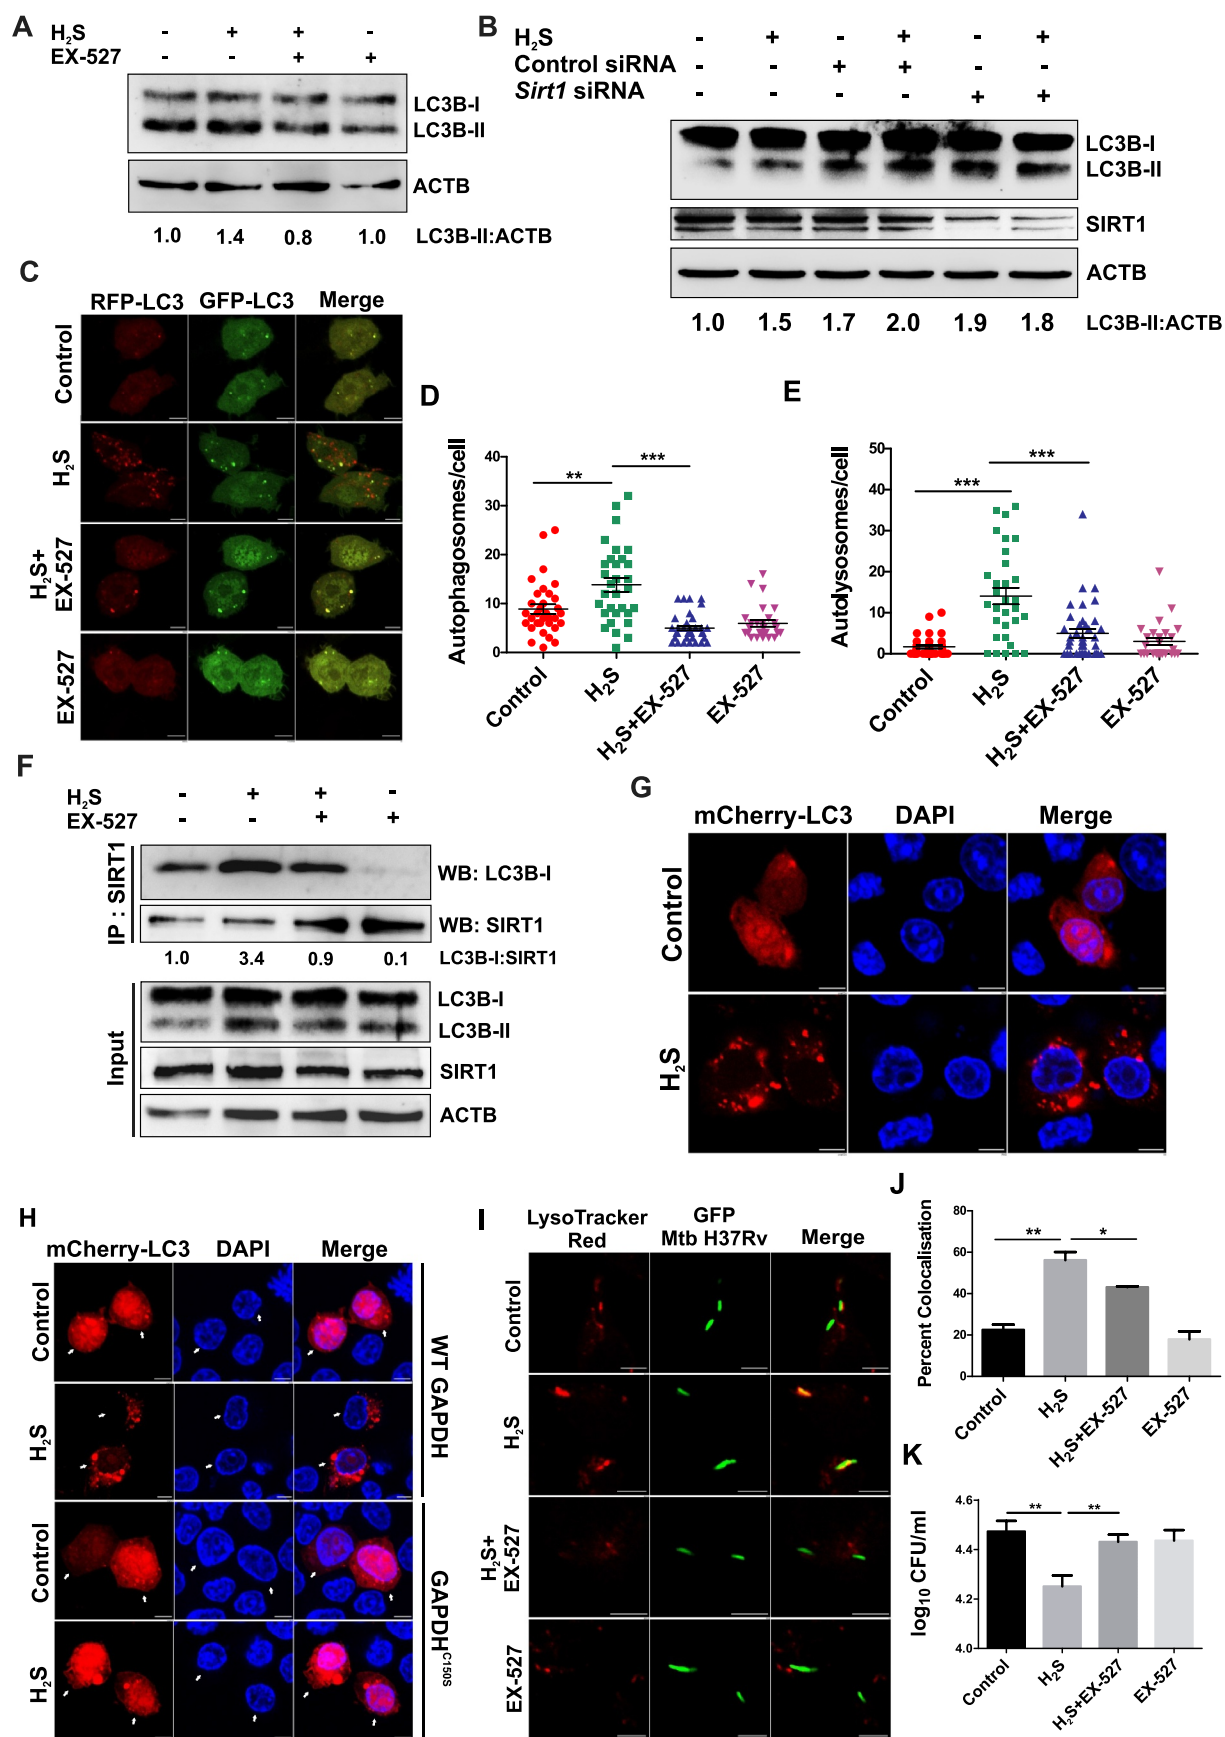 A
H₂S - + + -
EX-527 - - + +
LC3B-I
LC3B-II
ACTB
1.0 1.4 0.8 1.0 LC3B-II:ACTB
B
H₂S - + - + - +
Control siRNA - - + + - -
Sirt1 siRNA - - - - + +
LC3B-I
LC3B-II
SIRT1
ACTB
1.0 1.5 1.7 2.0 1.9 1.8 LC3B-II:ACTB
C
RFP-LC3 GFP-LC3 Merge
Control
H₂S
H₂S+
EX-527
EX-527
D
Autophagosomes/cell
40
30
20
10
0
** ***
Control H₂S H₂S+EX-527 EX-527
E
Autolysosomes/cell
50
40
30
20
10
0
*** ***
Control H₂S H₂S+EX-527 EX-527
F
H₂S - + + -
EX-527 - - + +
IP : SIRT1
WB: LC3B-I
WB: SIRT1
1.0 3.4 0.9 0.1 LC3B-I:SIRT1
Input
LC3B-I
LC3B-II
SIRT1
ACTB
G
mCherry-LC3 DAPI Merge
Control
H₂S
H
mCherry-LC3 DAPI Merge
Control
H₂S
WT GAPDH
Control
H₂S
GAPDH^C150S
I
LysoTracker
Red
GFP
Mtb H37Rv
Merge
Control
H₂S
H₂S+
EX-527
EX-527
J
Percent Colocalisation
80
60
40
20
0
** *
Control H₂S H₂S+EX-527 EX-527
K
log₁₀ CFU/ml
4.6
4.4
4.2
4.0
** **
Control H₂S H₂S+EX-527 EX-527